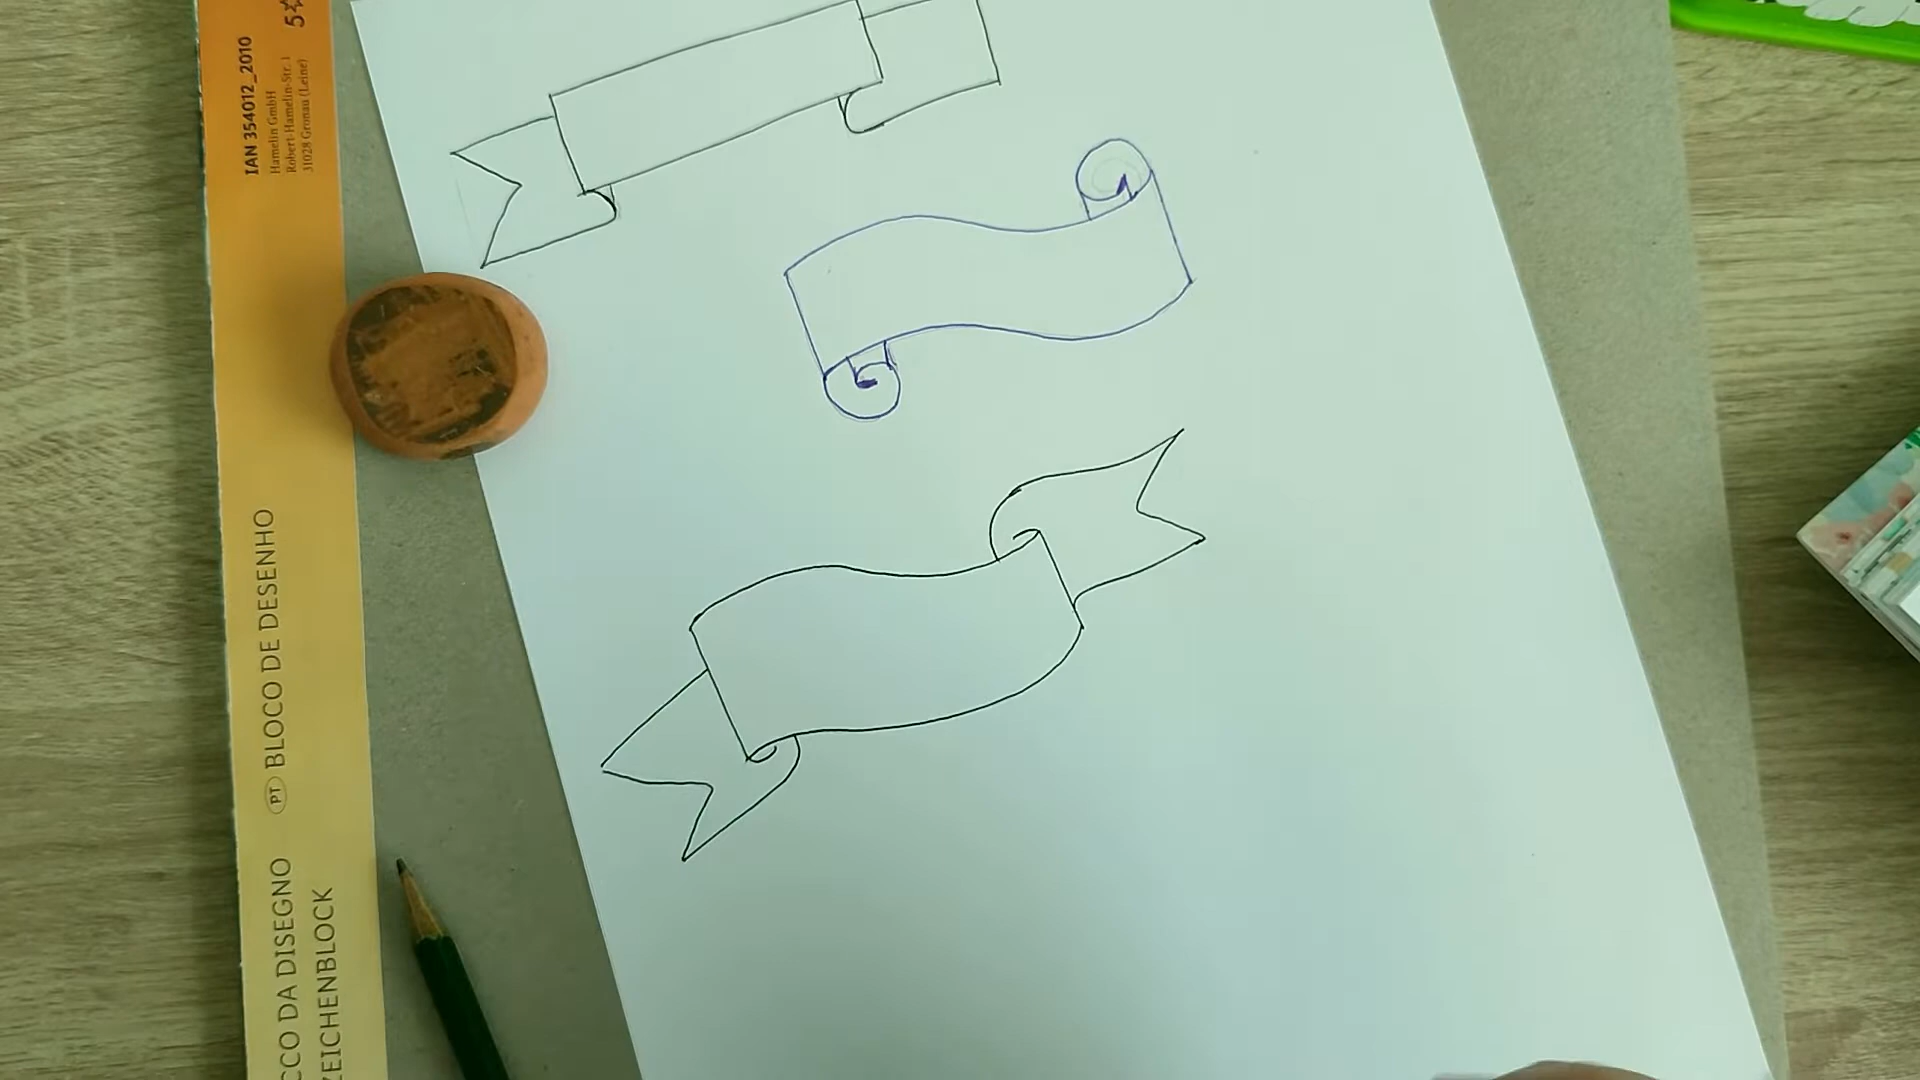 IAN 354012_2010
Hamelin GmbH
Robert-Hamelin-Str. 1
31028 Gronau (Leine)
PT BLOCO DE DESENHO
CCO DA DISEGNO
ZEICHENBLOCK